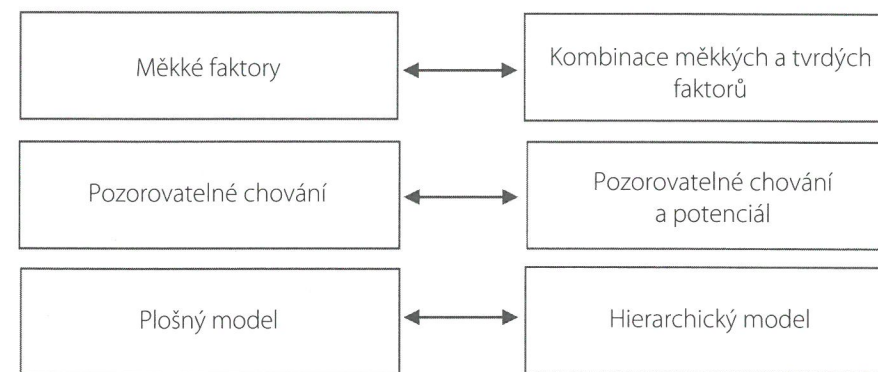 Měkké faktory
Kombinace měkkých a tvrdých
faktorů
Pozorovatelné chování
Pozorovatelné chování
a potenciál
Plošný model
Hierarchický model